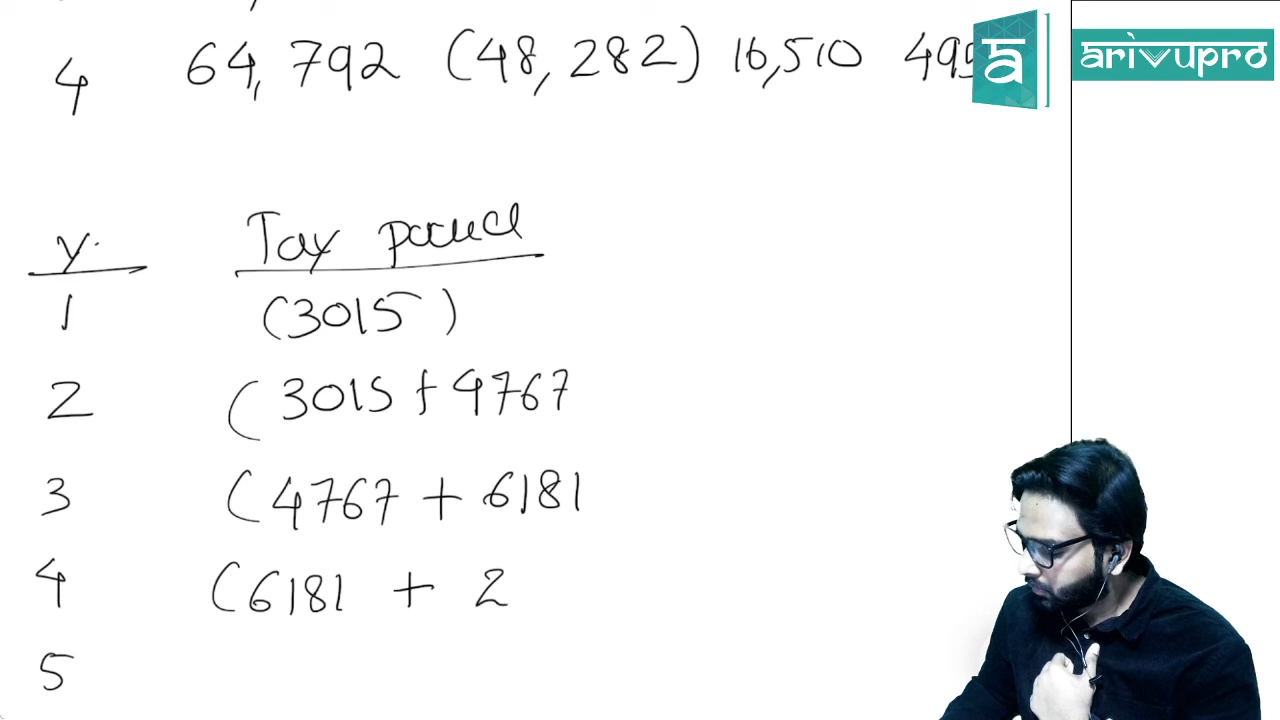 4 64,792 (48,282) 16,510 495
a arivupro
y. Tax paid
1 (3015)
2 (3015 + 4767
3 (4767 + 6181
4 (6181 + 2
5